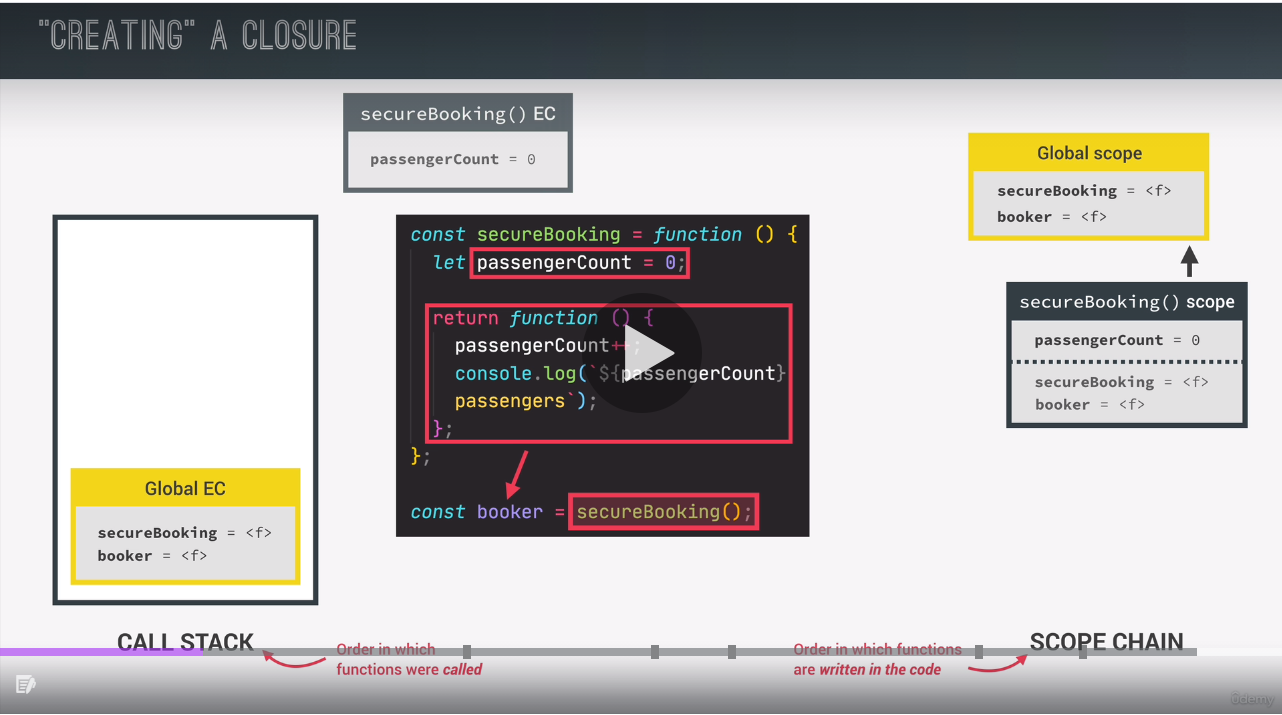 "CREATING" A CLOSURE
secureBooking() EC
passengerCount = 0
Global scope
secureBooking = <f>
booker = <f>
secureBooking() scope
passengerCount = 0
secureBooking = <f>
booker = <f>
const secureBooking = function () {
let passengerCount = 0;
return function () {
passengerCount++;
console.log(`${passengerCount}
passengers`);
};
};
const booker = secureBooking();
Global EC
secureBooking = <f>
booker = <f>
CALL STACK
Order in which
functions were called
Order in which functions
are written in the code
SCOPE CHAIN
ûdemy